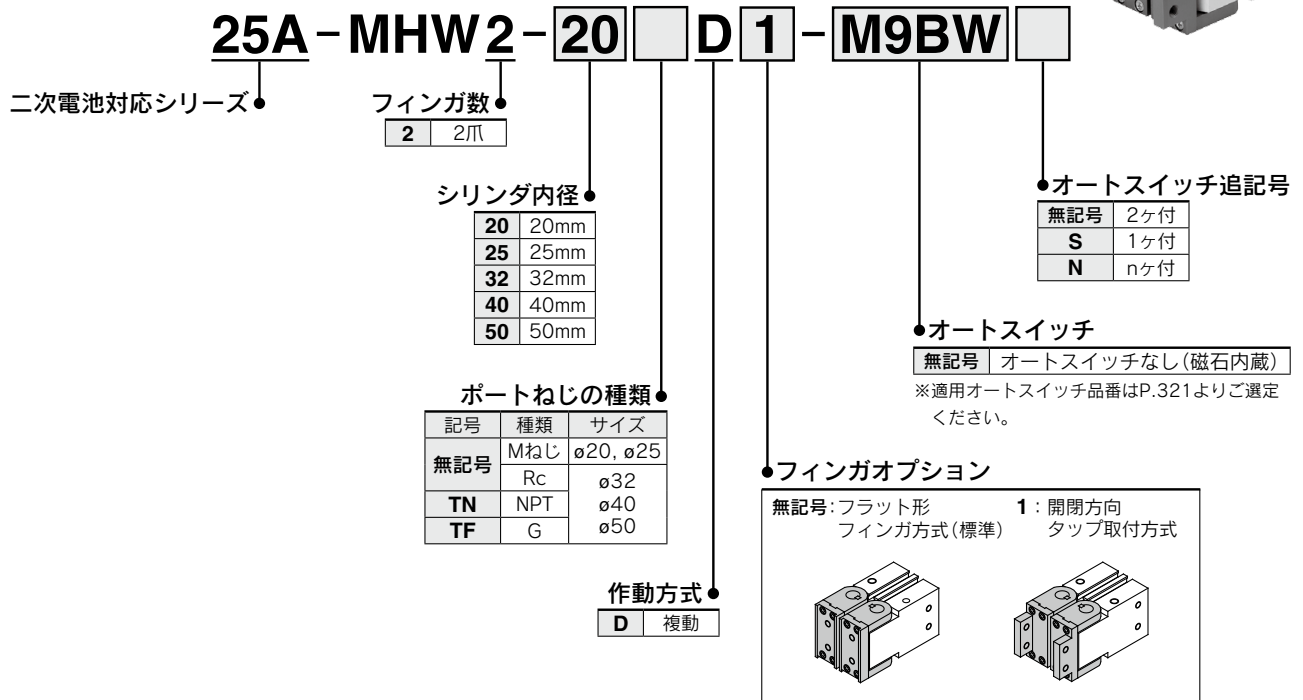 25A-MHW2-20 D1-M9BW
二次電池対応シリーズ
フィンガ数
2 2爪
シリンダ内径
20 20mm
25 25mm
32 32mm
40 40mm
50 50mm
ポートねじの種類
記号 種類 サイズ
無記号 Mねじ ø20, ø25
Rc ø32
TN NPT ø40
TF G ø50
作動方式
D 複動
オートスイッチ追記号
無記号 2ヶ付
S 1ヶ付
N nヶ付
オートスイッチ
無記号 オートスイッチなし(磁石内蔵)
※適用オートスイッチ品番はP.321よりご選定
ください。
フィンガオプション
無記号:フラット形
フィンガ方式(標準)
1:開閉方向
タップ取付方式